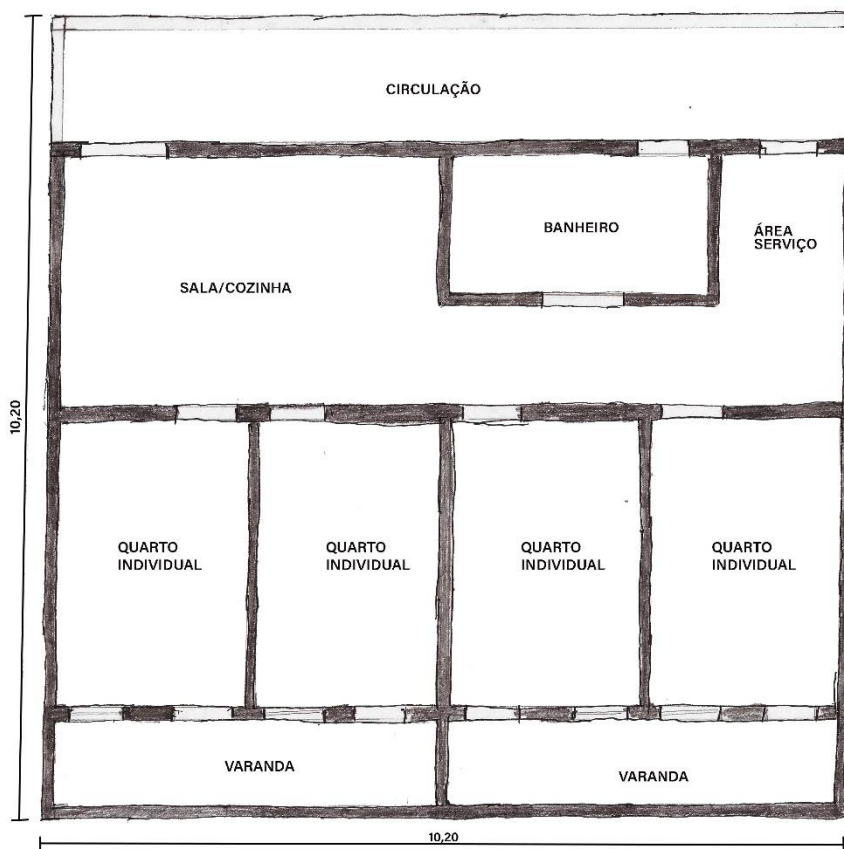 CIRCULAÇÃO
BANHEIRO
ÁREA
SERVIÇO
SALA/COZINHA
10,20
QUARTO
INDIVIDUAL
QUARTO
INDIVIDUAL
QUARTO
INDIVIDUAL
QUARTO
INDIVIDUAL
VARANDA
VARANDA
10,20